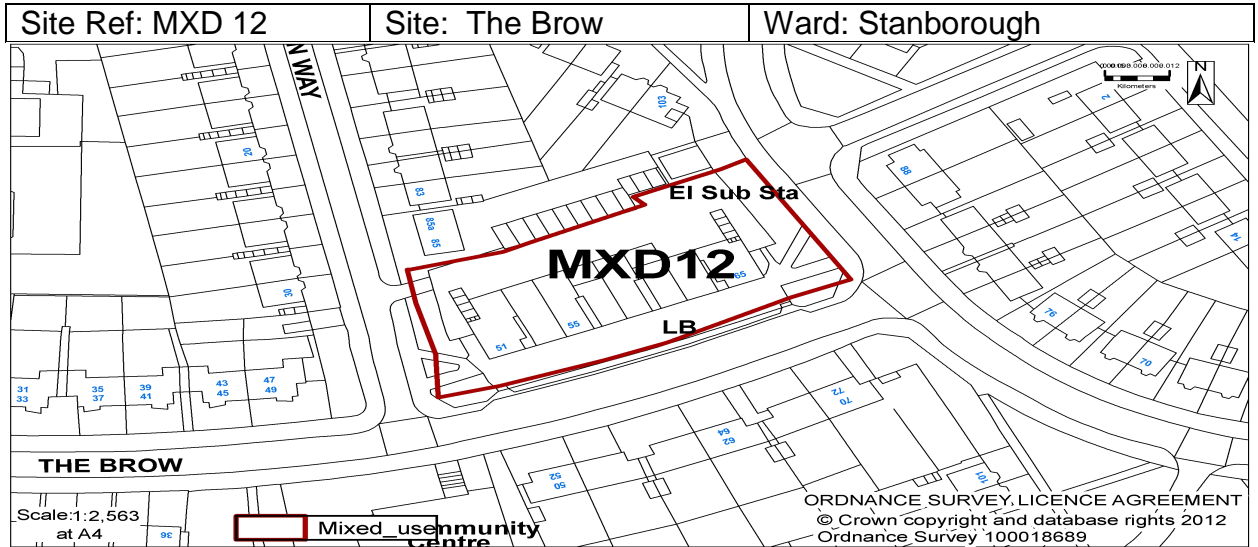 Site Ref: MXD 12 Site: The Brow Ward: Stanborough
N WAY
N
Kilometers
103
2
20
88
83
El Sub Sta
85a
85
MXD12
14
65
30
55
LB
76
51
70
31
33
35
37
39
41
43
45
47
49
72
70
64
62
52
50
101
THE BROW
36
Scale:1:2,563
at A4
Mixed_use
mmunity
Centre
ORDNANCE SURVEY, LICENCE AGREEMENT
© Crown copyright and database rights 2012
Ordnance Survey 100018689